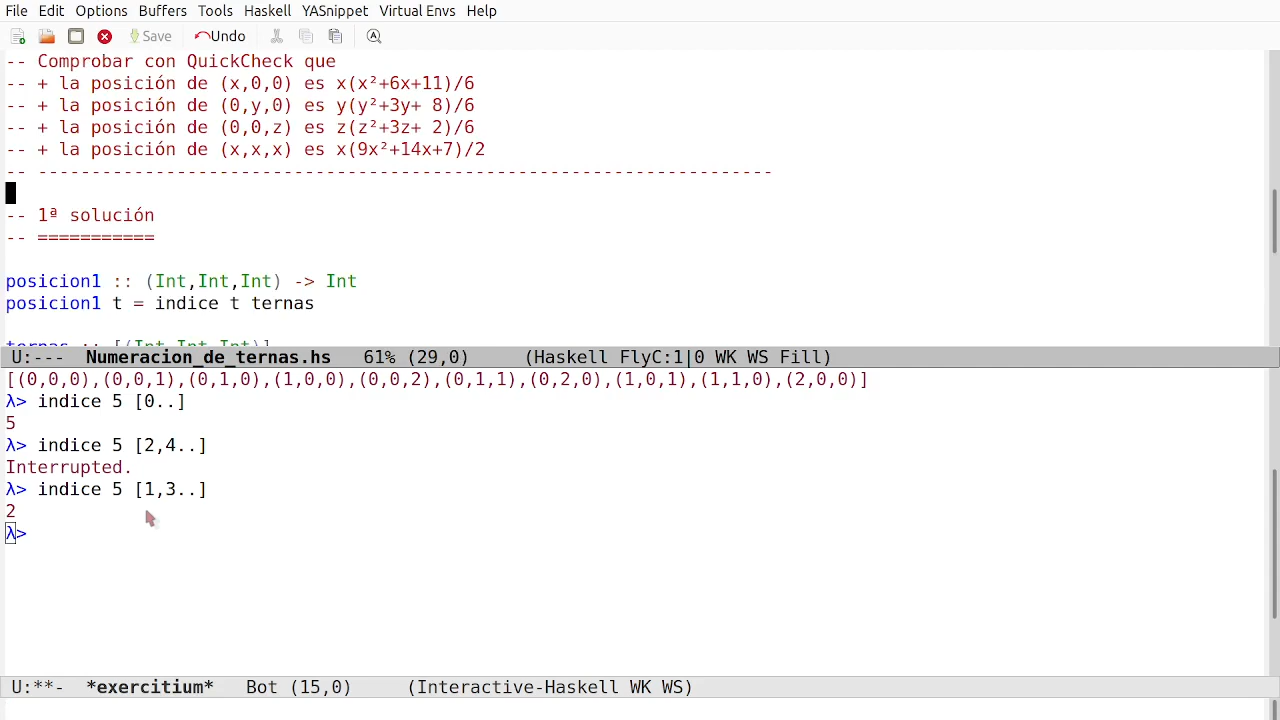 File Edit Options Buffers Tools Haskell YASnippet Virtual Envs Help
Save Undo
-- Comprobar con QuickCheck que
-- + la posición de (x,0,0) es x(x²+6x+11)/6
-- + la posición de (0,y,0) es y(y²+3y+ 8)/6
-- + la posición de (0,0,z) es z(z²+3z+ 2)/6
-- + la posición de (x,x,x) es x(9x²+14x+7)/2
-- ---------------------------------------------------------------------
-- 1ª solución
-- ===========
posicion1 :: (Int,Int,Int) -> Int
posicion1 t = indice t ternas
ternas :: [(Int,Int,Int)]
U:--- Numeracion_de_ternas.hs 61% (29,0) (Haskell FlyC:1|0 WK WS Fill)
[(0,0,0),(0,0,1),(0,1,0),(1,0,0),(0,0,2),(0,1,1),(0,2,0),(1,0,1),(1,1,0),(2,0,0)]
λ> indice 5 [0..]
5
λ> indice 5 [2,4..]
Interrupted.
λ> indice 5 [1,3..]
2
λ>
U:**- *exercitium* Bot (15,0) (Interactive-Haskell WK WS)